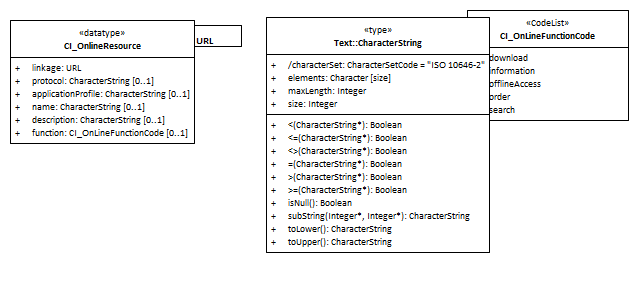 «datatype»
CI_OnlineResource
+ linkage: URL
+ protocol: CharacterString [0..1]
+ applicationProfile: CharacterString [0..1]
+ name: CharacterString [0..1]
+ description: CharacterString [0..1]
+ function: CI_OnLineFunctionCode [0..1]
URL
«type»
Text::CharacterString
+ /characterSet: CharacterSetCode = "ISO 10646-2"
+ elements: Character [size]
+ maxLength: Integer
+ size: Integer
+ <(CharacterString*): Boolean
+ <=(CharacterString*): Boolean
+ <>(CharacterString*): Boolean
+ =(CharacterString*): Boolean
+ >(CharacterString*): Boolean
+ >=(CharacterString*): Boolean
+ isNull(): Boolean
+ subString(Integer*, Integer*): CharacterString
+ toLower(): CharacterString
+ toUpper(): CharacterString
«CodeList»
CI_OnLineFunctionCode
download
information
offlineAccess
order
search